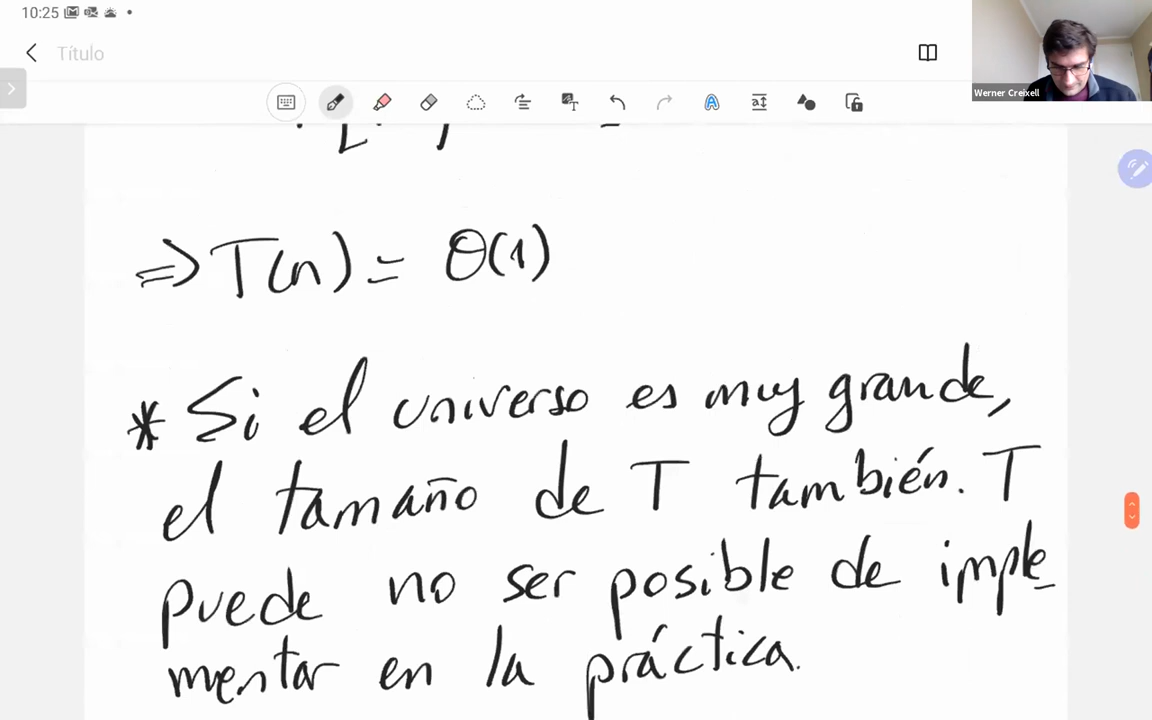 10:25
Título
Werner Creixell
⇒ T(n) = Θ(1)
* Si el universo es muy grande,
el tamaño de T también. T
puede no ser posible de imple
mentar en la práctica.